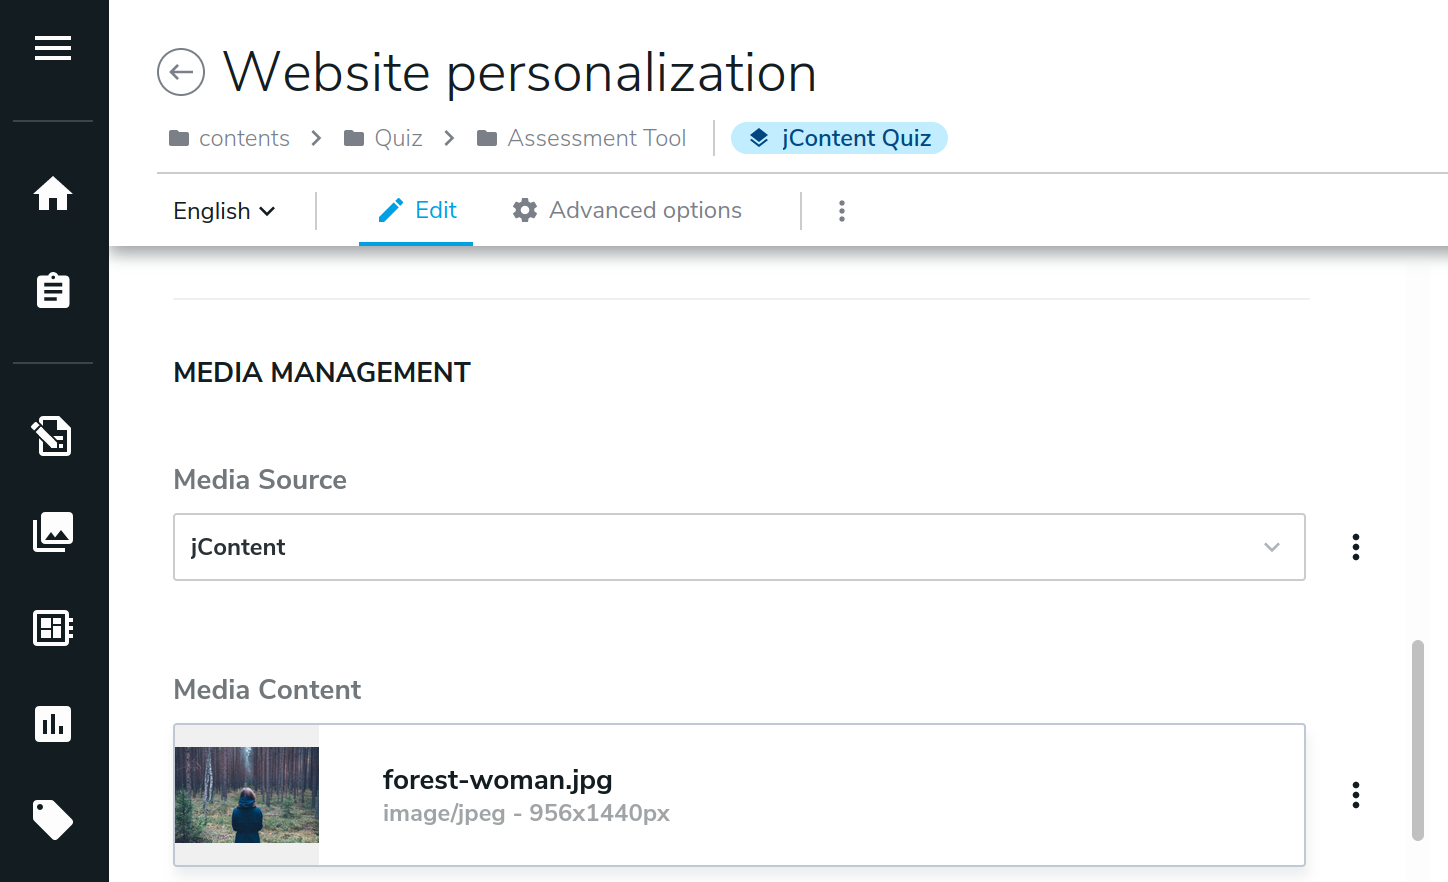 Website personalization
contents Quiz Assessment Tool jContent Quiz
English Edit Advanced options
MEDIA MANAGEMENT
Media Source
jContent
Media Content
forest-woman.jpg
image/jpeg - 956x1440px